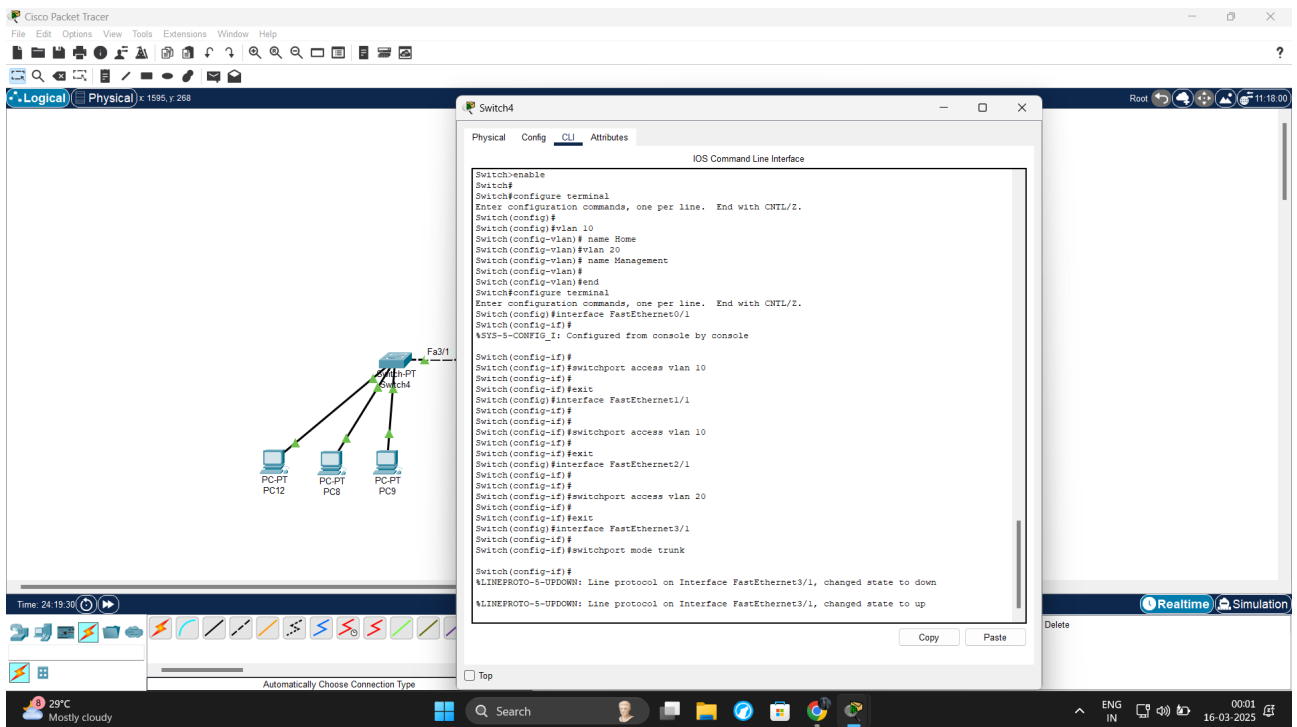 Cisco Packet Tracer
File Edit Options View Tools Extensions Window Help
?
Logical Physical x: 1595, y: 268
Root 11:18:00
Switch4
Physical Config CLI Attributes
IOS Command Line Interface
Switch>enable
Switch#
Switch#configure terminal
Enter configuration commands, one per line. End with CNTL/Z.
Switch(config)#
Switch(config)#vlan 10
Switch(config-vlan)# name Home
Switch(config-vlan)#vlan 20
Switch(config-vlan)# name Management
Switch(config-vlan)#
Switch(config-vlan)#end
Switch#configure terminal
Enter configuration commands, one per line. End with CNTL/Z.
Switch(config)#interface FastEthernet0/1
Switch(config-if)#
%SYS-5-CONFIG_I: Configured from console by console
Switch(config-if)#
Switch(config-if)#switchport access vlan 10
Switch(config-if)#
Switch(config-if)#exit
Switch(config)#interface FastEthernet1/1
Switch(config-if)#
Switch(config-if)#
Switch(config-if)#switchport access vlan 10
Switch(config-if)#
Switch(config-if)#exit
Switch(config)#interface FastEthernet2/1
Switch(config-if)#
Switch(config-if)#
Switch(config-if)#switchport access vlan 20
Switch(config-if)#
Switch(config-if)#exit
Switch(config)#interface FastEthernet3/1
Switch(config-if)#
Switch(config-if)#switchport mode trunk
Switch(config-if)#
%LINEPROTO-5-UPDOWN: Line protocol on Interface FastEthernet3/1, changed state to down
%LINEPROTO-5-UPDOWN: Line protocol on Interface FastEthernet3/1, changed state to up
Copy Paste
Top
Fa3/1
Switch-PT
Switch4
PC-PT
PC12
PC-PT
PC8
PC-PT
PC9
Time: 24:19:30
Realtime Simulation
Delete
Automatically Choose Connection Type
8
29°C
Mostly cloudy
Search
ENG
IN
00:01
16-03-2025